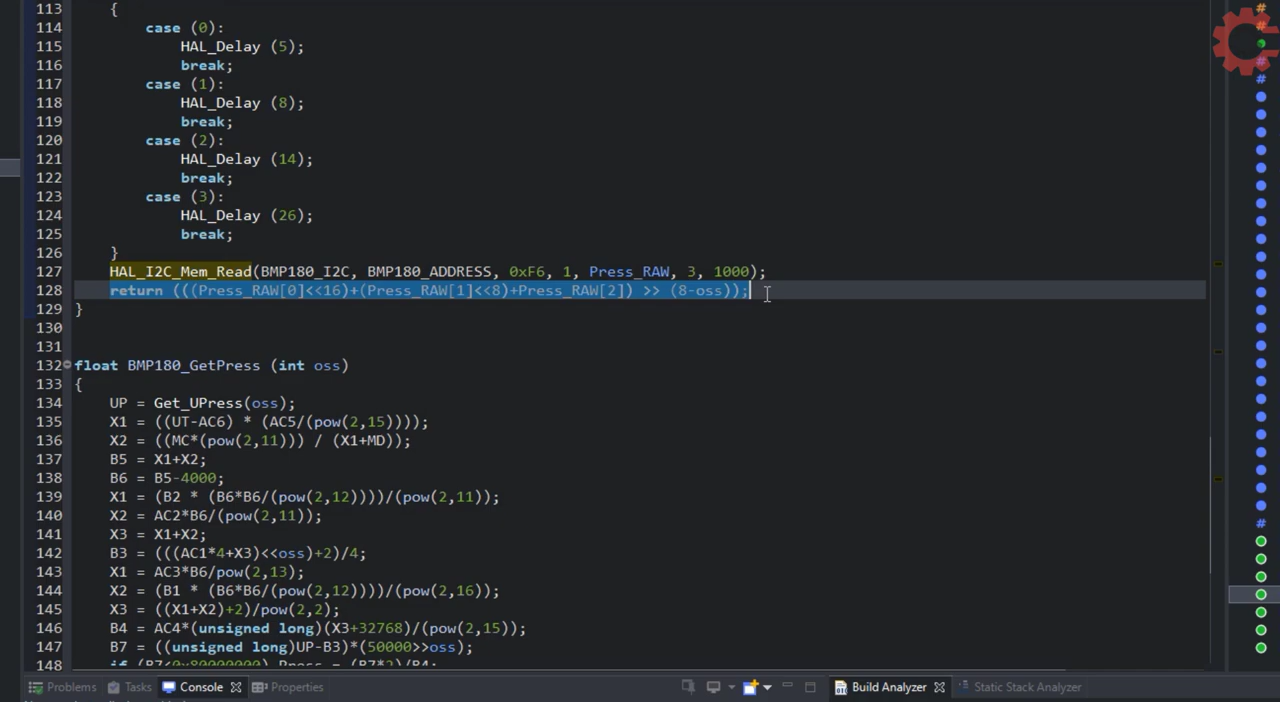 113 {
114 case (0):
115 HAL_Delay (5);
116 break;
117 case (1):
118 HAL_Delay (8);
119 break;
120 case (2):
121 HAL_Delay (14);
122 break;
123 case (3):
124 HAL_Delay (26);
125 break;
126 }
127 HAL_I2C_Mem_Read(BMP180_I2C, BMP180_ADDRESS, 0xF6, 1, Press_RAW, 3, 1000);
128 return (((Press_RAW[0]<<16)+(Press_RAW[1]<<8)+Press_RAW[2]) >> (8-oss));
129 }
130
131
132 float BMP180_GetPress (int oss)
133 {
134 UP = Get_UPress(oss);
135 X1 = ((UT-AC6) * (AC5/(pow(2,15))));
136 X2 = ((MC*(pow(2,11))) / (X1+MD));
137 B5 = X1+X2;
138 B6 = B5-4000;
139 X1 = (B2 * (B6*B6/(pow(2,12))))/(pow(2,11));
140 X2 = AC2*B6/(pow(2,11));
141 X3 = X1+X2;
142 B3 = (((AC1*4+X3)<<oss)+2)/4;
143 X1 = AC3*B6/pow(2,13);
144 X2 = (B1 * (B6*B6/(pow(2,12))))/(pow(2,16));
145 X3 = ((X1+X2)+2)/pow(2,2);
146 B4 = AC4*(unsigned long)(X3+32768)/(pow(2,15));
147 B7 = ((unsigned long)UP-B3)*(50000>>oss);
148 if (B7<0x80000000) Press = (B7*2)/B4;
Problems Tasks Console Properties Build Analyzer Static Stack Analyzer